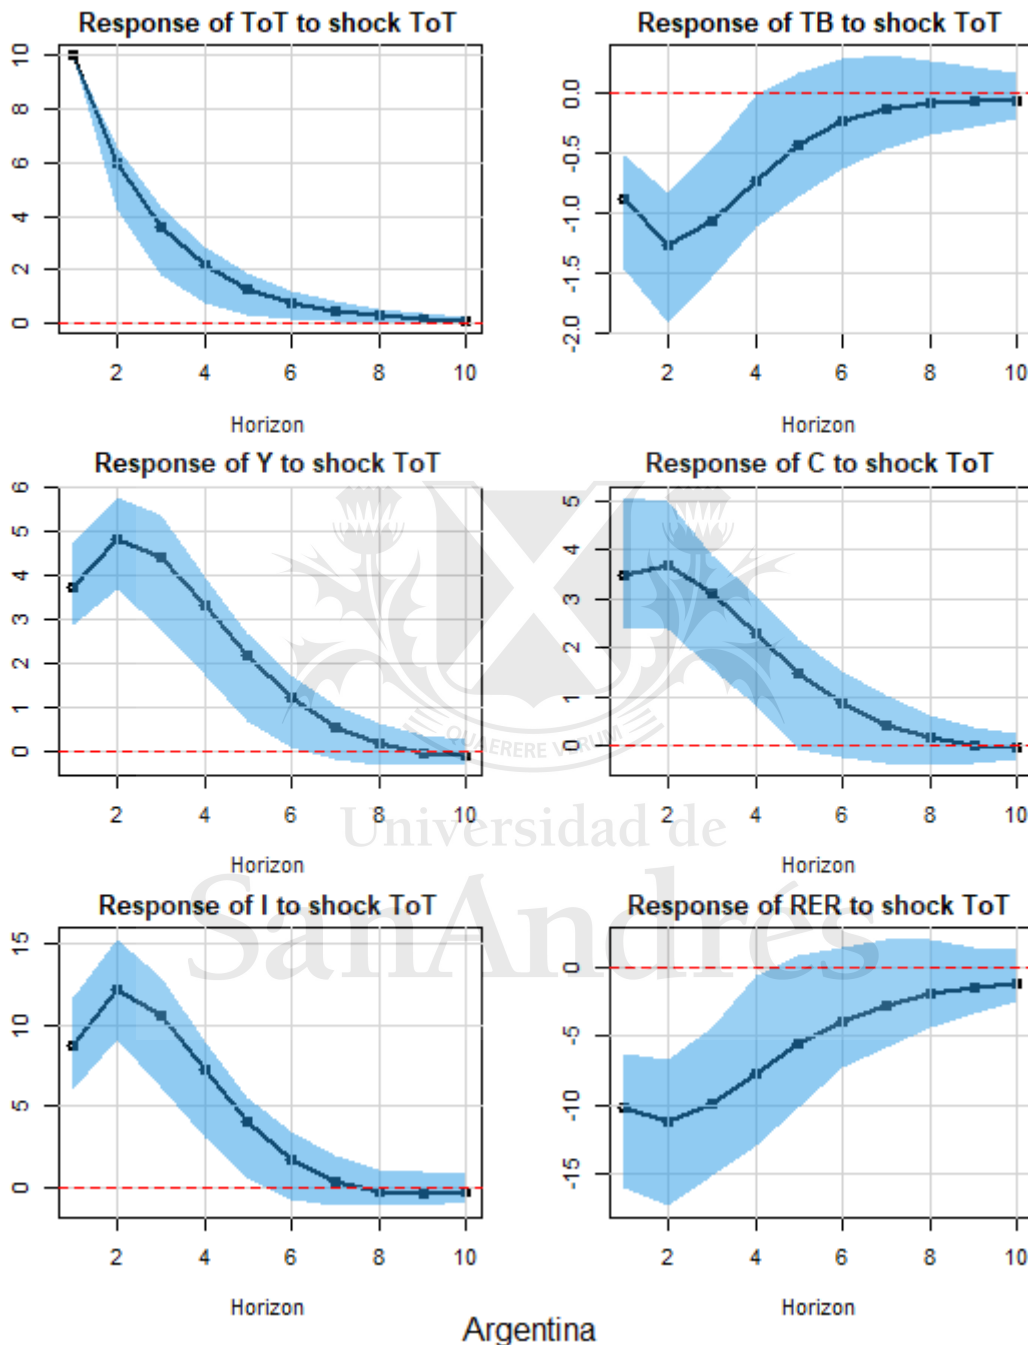 Response of ToT to shock ToT
10
8
6
4
2
0
2 4 6 8 10
Horizon
Response of TB to shock ToT
0.0
-0.5
-1.0
-1.5
-2.0
2 4 6 8 10
Horizon
Response of Y to shock ToT
6
5
4
3
2
1
0
2 4 6 8 10
Horizon
Response of C to shock ToT
5
4
3
2
1
0
2 4 6 8 10
Horizon
QUAERERE VERUM
Universidad de
SanAndrés
Response of I to shock ToT
15
10
5
0
2 4 6 8 10
Horizon
Response of RER to shock ToT
0
-5
-10
-15
2 4 6 8 10
Horizon
Argentina